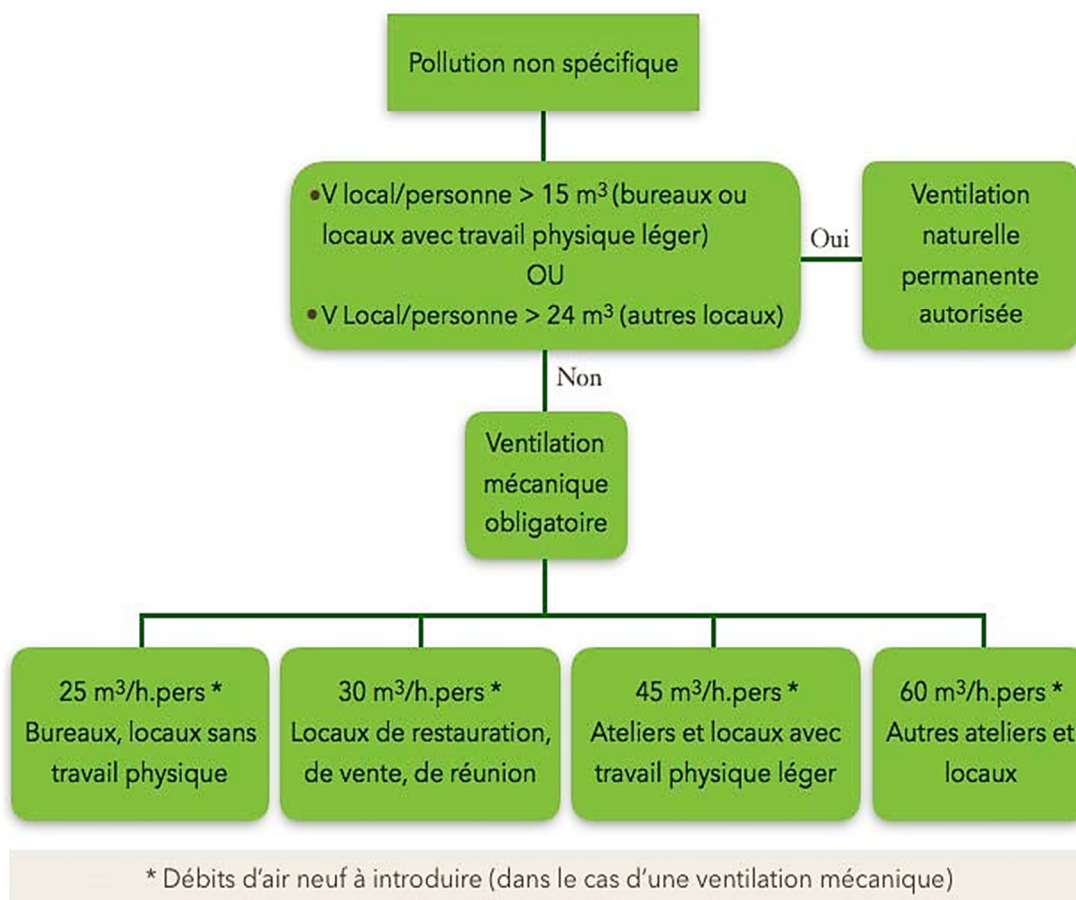 Pollution non spécifique
•V local/personne > 15 m³ (bureaux ou
locaux avec travail physique léger)
OU
•V Local/personne > 24 m³ (autres locaux)
Oui
Ventilation
naturelle
permanente
autorisée
Non
Ventilation
mécanique
obligatoire
25 m³/h.pers *
Bureaux, locaux sans
travail physique
30 m³/h.pers *
Locaux de restauration,
de vente, de réunion
45 m³/h.pers *
Ateliers et locaux avec
travail physique léger
60 m³/h.pers *
Autres ateliers et
locaux
* Débits d'air neuf à introduire (dans le cas d'une ventilation mécanique)